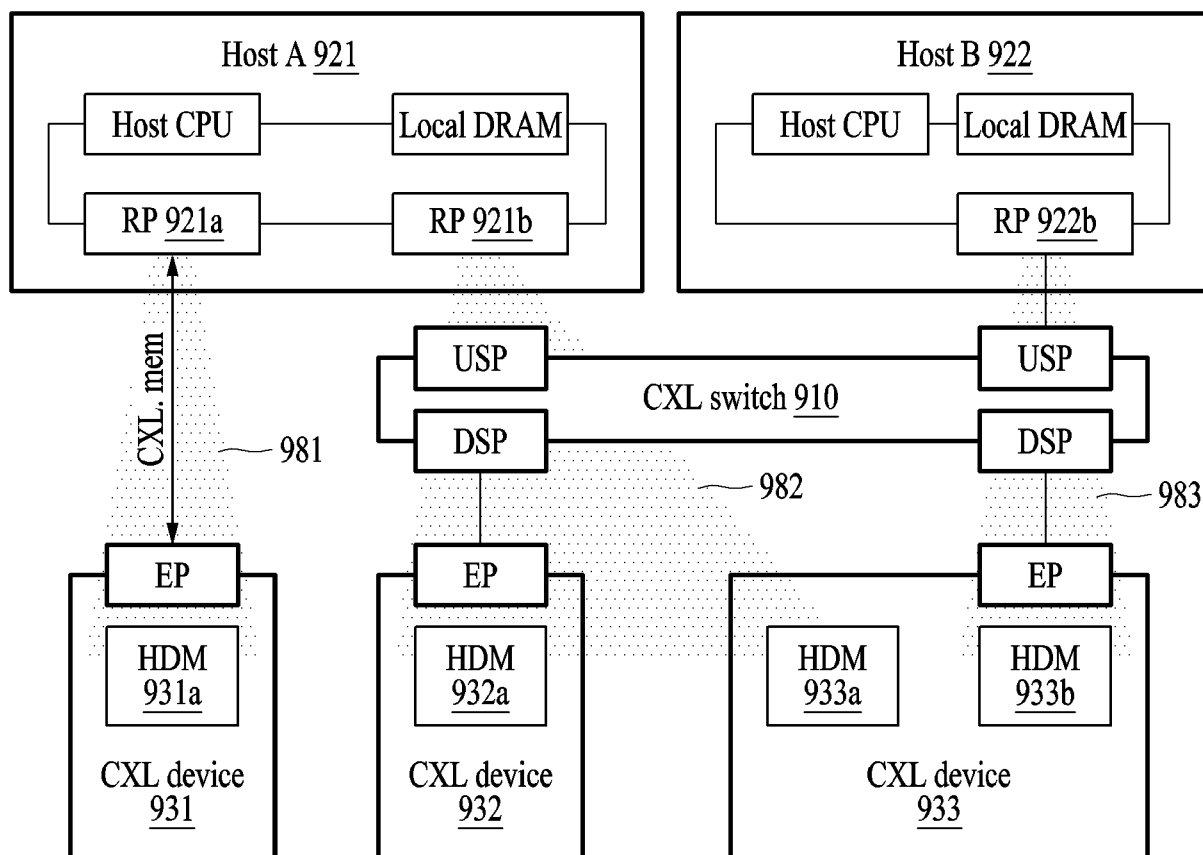 Host A 921
Host B 922
Host CPU
Local DRAM
Host CPU
Local DRAM
RP 921a
RP 921b
RP 922b
CXL. mem
USP
USP
CXL switch 910
DSP
DSP
981
982
983
EP
EP
EP
HDM
931a
HDM
932a
HDM
933a
HDM
933b
CXL device
931
CXL device
932
CXL device
933